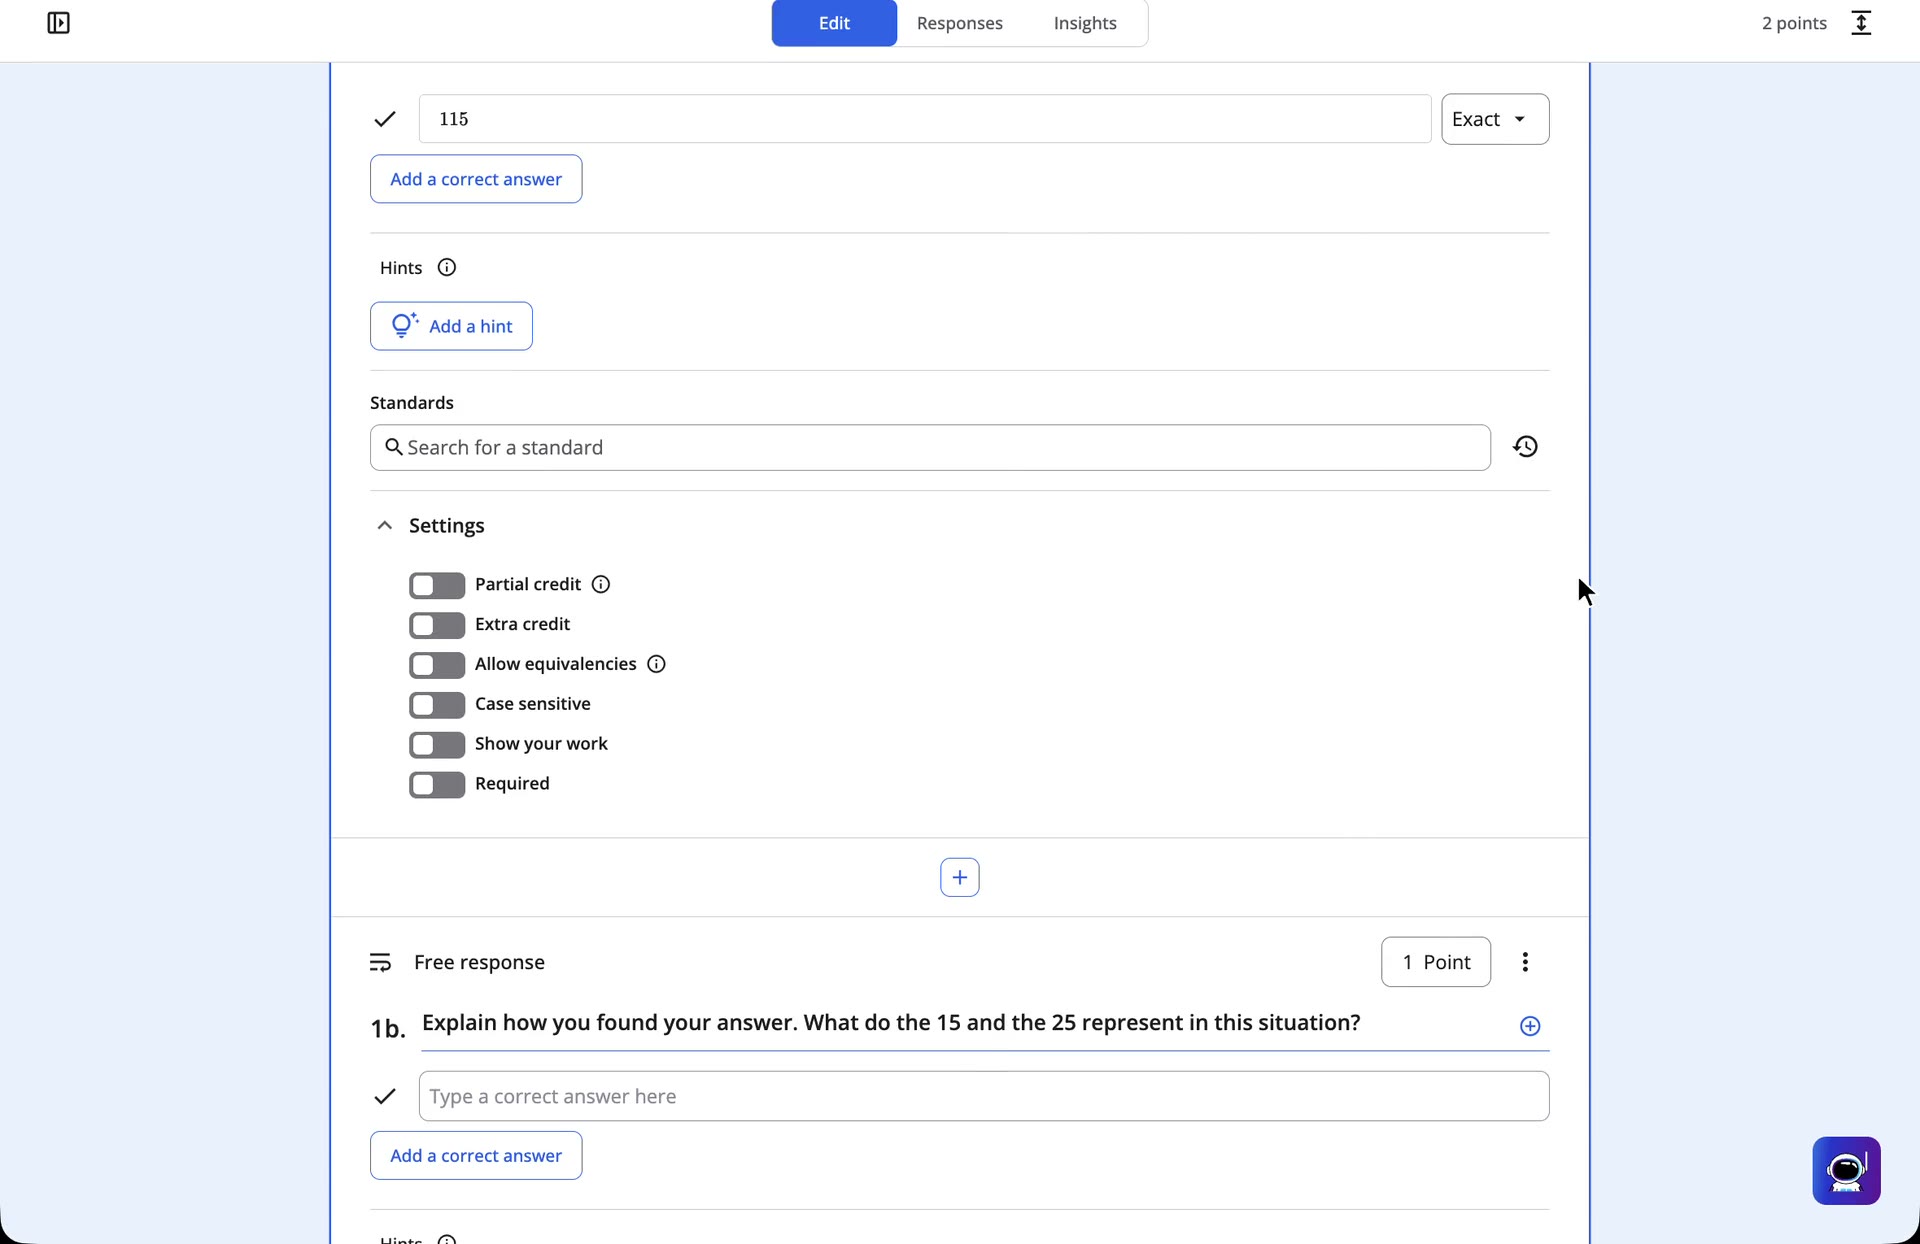 Edit
Responses
Insights
2 points
115
Exact
Add a correct answer
Hints
Add a hint
Standards
Search for a standard
Settings
Partial credit
Extra credit
Allow equivalencies
Case sensitive
Show your work
Required
Free response
1 Point
1b. Explain how you found your answer. What do the 15 and the 25 represent in this situation?
Type a correct answer here
Add a correct answer
Hints